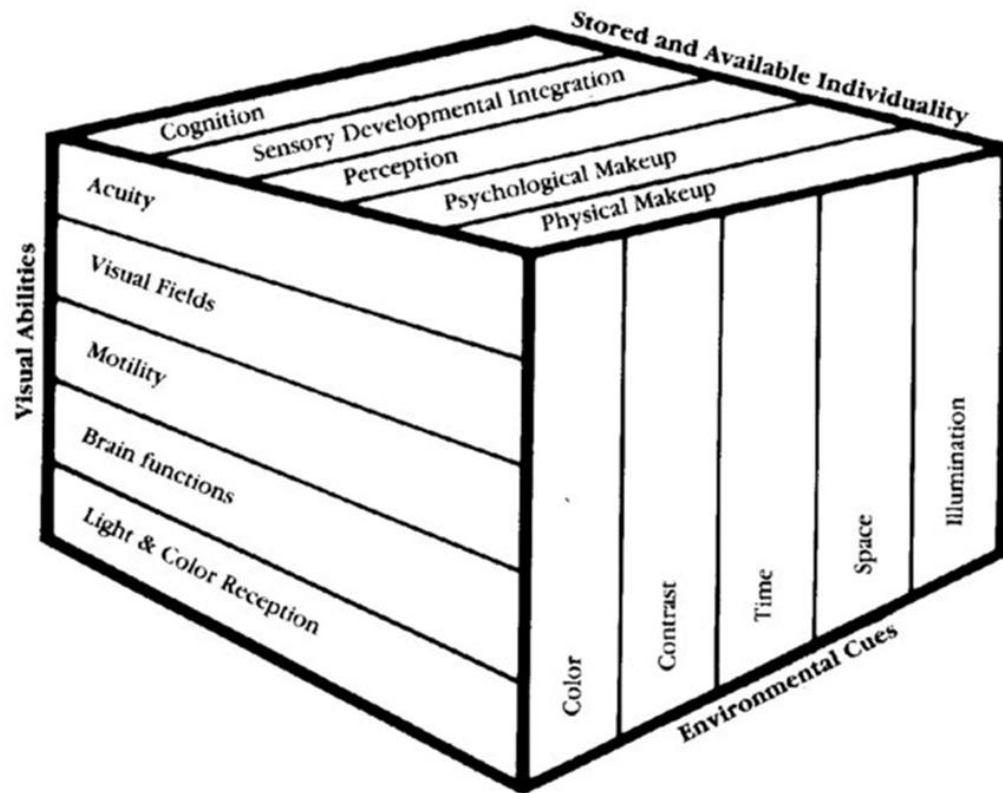 Stored and Available Individuality
Cognition
Sensory Developmental Integration
Perception
Psychological Makeup
Physical Makeup
Visual Abilities
Acuity
Visual Fields
Motility
Brain functions
Light & Color Reception
Color
Contrast
Time
Space
Illumination
Environmental Cues